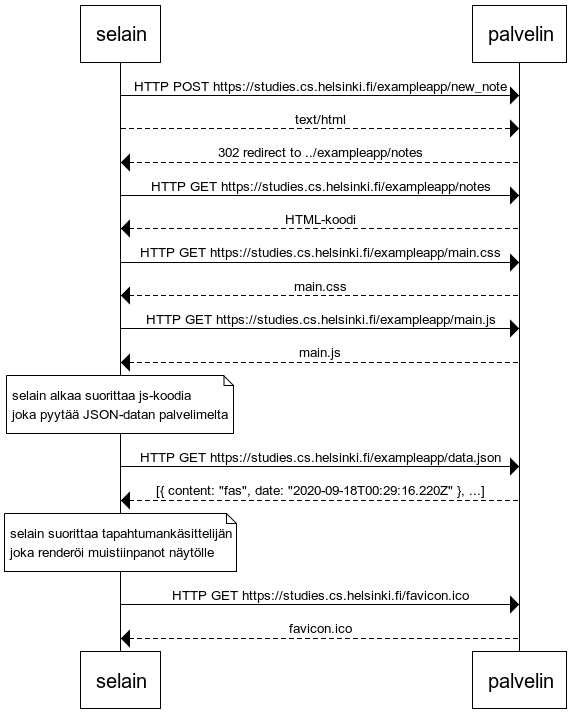 selain
palvelin
HTTP POST https://studies.cs.helsinki.fi/exampleapp/new_note
text/html
302 redirect to ../exampleapp/notes
HTTP GET https://studies.cs.helsinki.fi/exampleapp/notes
HTML-koodi
HTTP GET https://studies.cs.helsinki.fi/exampleapp/main.css
main.css
HTTP GET https://studies.cs.helsinki.fi/exampleapp/main.js
main.js
selain alkaa suorittaa js-koodia
joka pyytää JSON-datan palvelimelta
HTTP GET https://studies.cs.helsinki.fi/exampleapp/data.json
[{ content: "fas", date: "2020-09-18T00:29:16.220Z" }, ...]
selain suorittaa tapahtumankäsittelijän
joka renderöi muistiinpanot näytölle
HTTP GET https://studies.cs.helsinki.fi/favicon.ico
favicon.ico
selain
palvelin